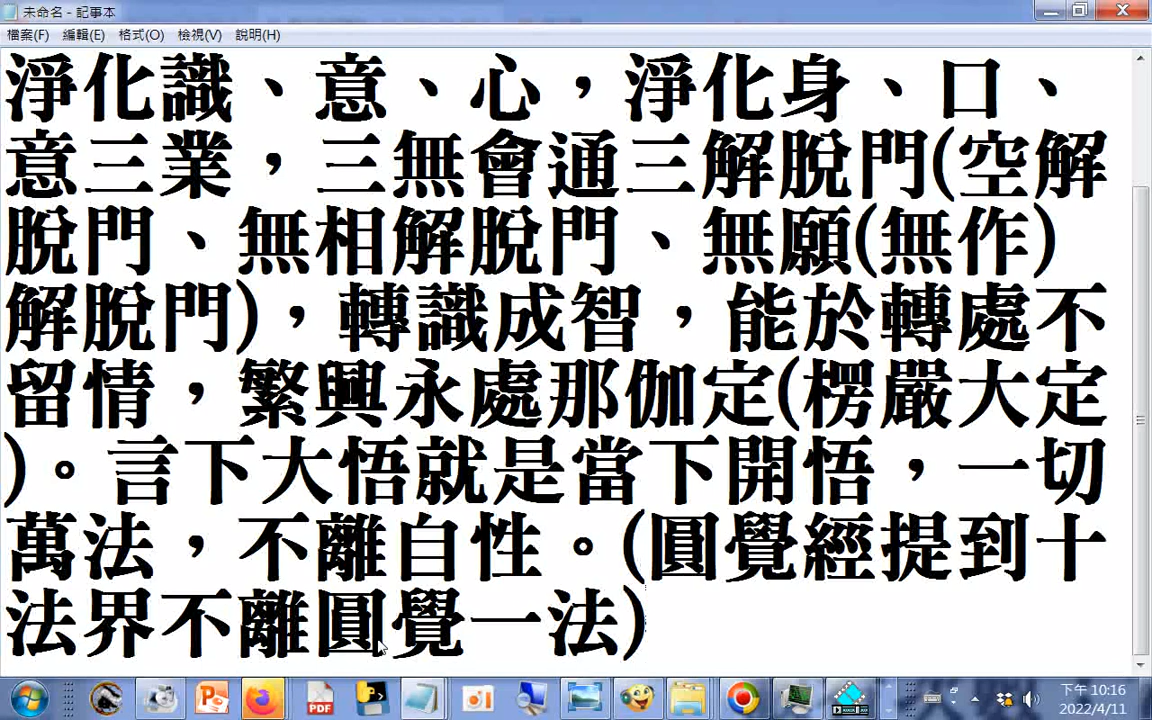 未命名 - 記事本
檔案(F) 編輯(E) 格式(O) 檢視(V) 說明(H)
淨化識、意、心，淨化身、口、
意三業，三無會通三解脫門(空解
脫門、無相解脫門、無願(無作)
解脫門)，轉識成智，能於轉處不
留情，繁興永處那伽定(楞嚴大定
)。言下大悟就是當下開悟，一切
萬法，不離自性。(圓覺經提到十
法界不離圓覺一法)
PDF
下午 10:16
2022/4/11